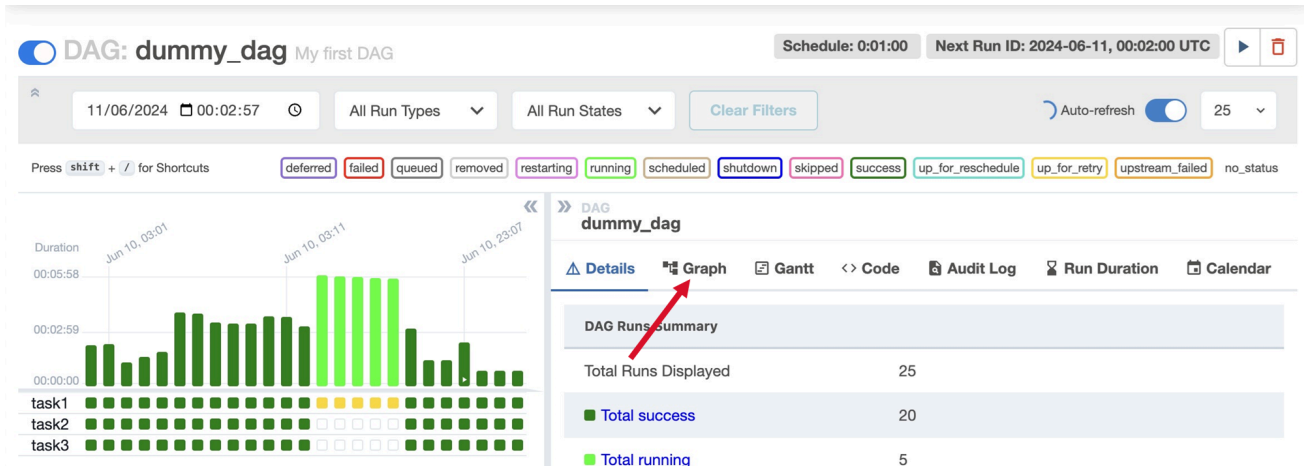 DAG: dummy_dag My first DAG
Schedule: 0:01:00 Next Run ID: 2024-06-11, 00:02:00 UTC
11/06/2024 00:02:57
All Run Types
All Run States
Clear Filters
Auto-refresh
25
Press shift + / for Shortcuts
deferred failed queued removed restarting running scheduled shutdown skipped success up_for_reschedule up_for_retry upstream_failed no_status
Duration
Jun 10, 03:01
Jun 10, 03:11
Jun 10, 23:07
00:05:58
00:02:59
00:00:00
task1
task2
task3
DAG
dummy_dag
Details Graph Gantt <> Code Audit Log Run Duration Calendar
DAG Runs Summary
Total Runs Displayed 25
Total success 20
Total running 5